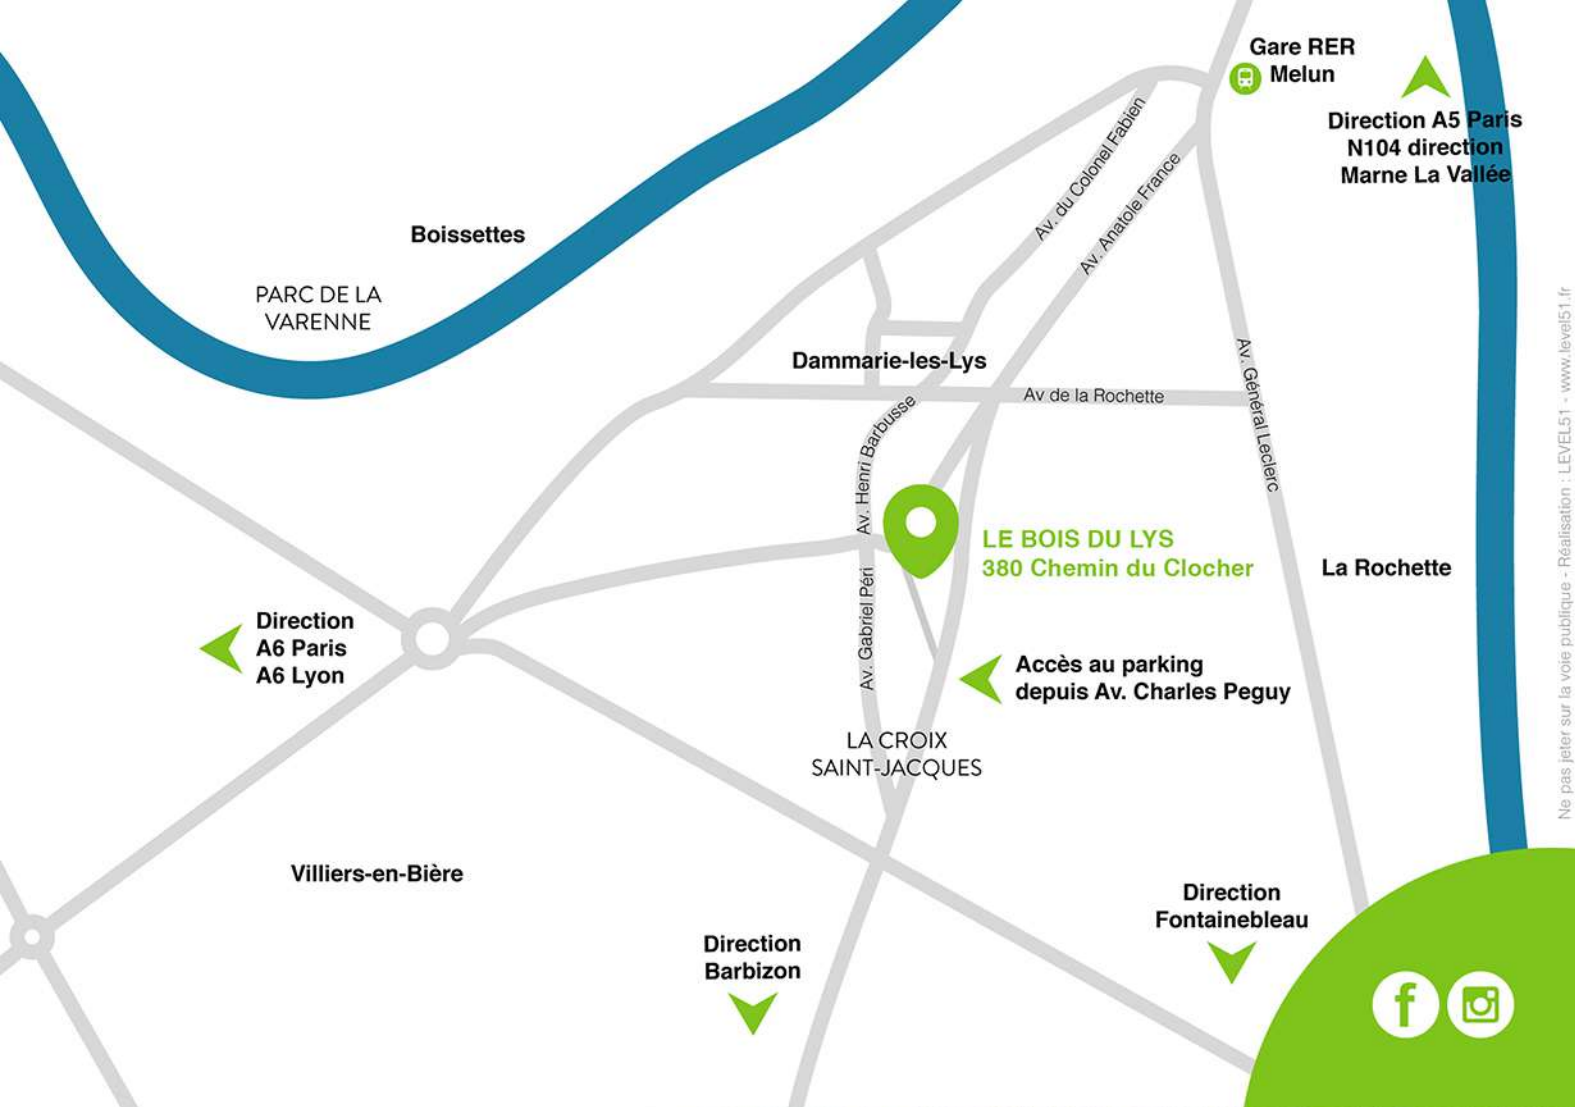 Gare RER
Melun
Direction A5 Paris
N104 direction
Marne La Vallée
Av. du Colonel Fabien
Av. Anatole France
Boissettes
PARC DE LA
VARENNE
Dammarie-les-Lys
Av de la Rochette
Av. Général Leclerc
Av. Henri Barbusse
LE BOIS DU LYS
380 Chemin du Clocher
La Rochette
Av. Gabriel Péri
Direction
A6 Paris
A6 Lyon
Accès au parking
depuis Av. Charles Peguy
LA CROIX
SAINT-JACQUES
Villiers-en-Bière
Direction
Fontainebleau
Direction
Barbizon
f
Ne pas jeter sur la voie publique - Réalisation : LEVEL51 - www.level51.fr